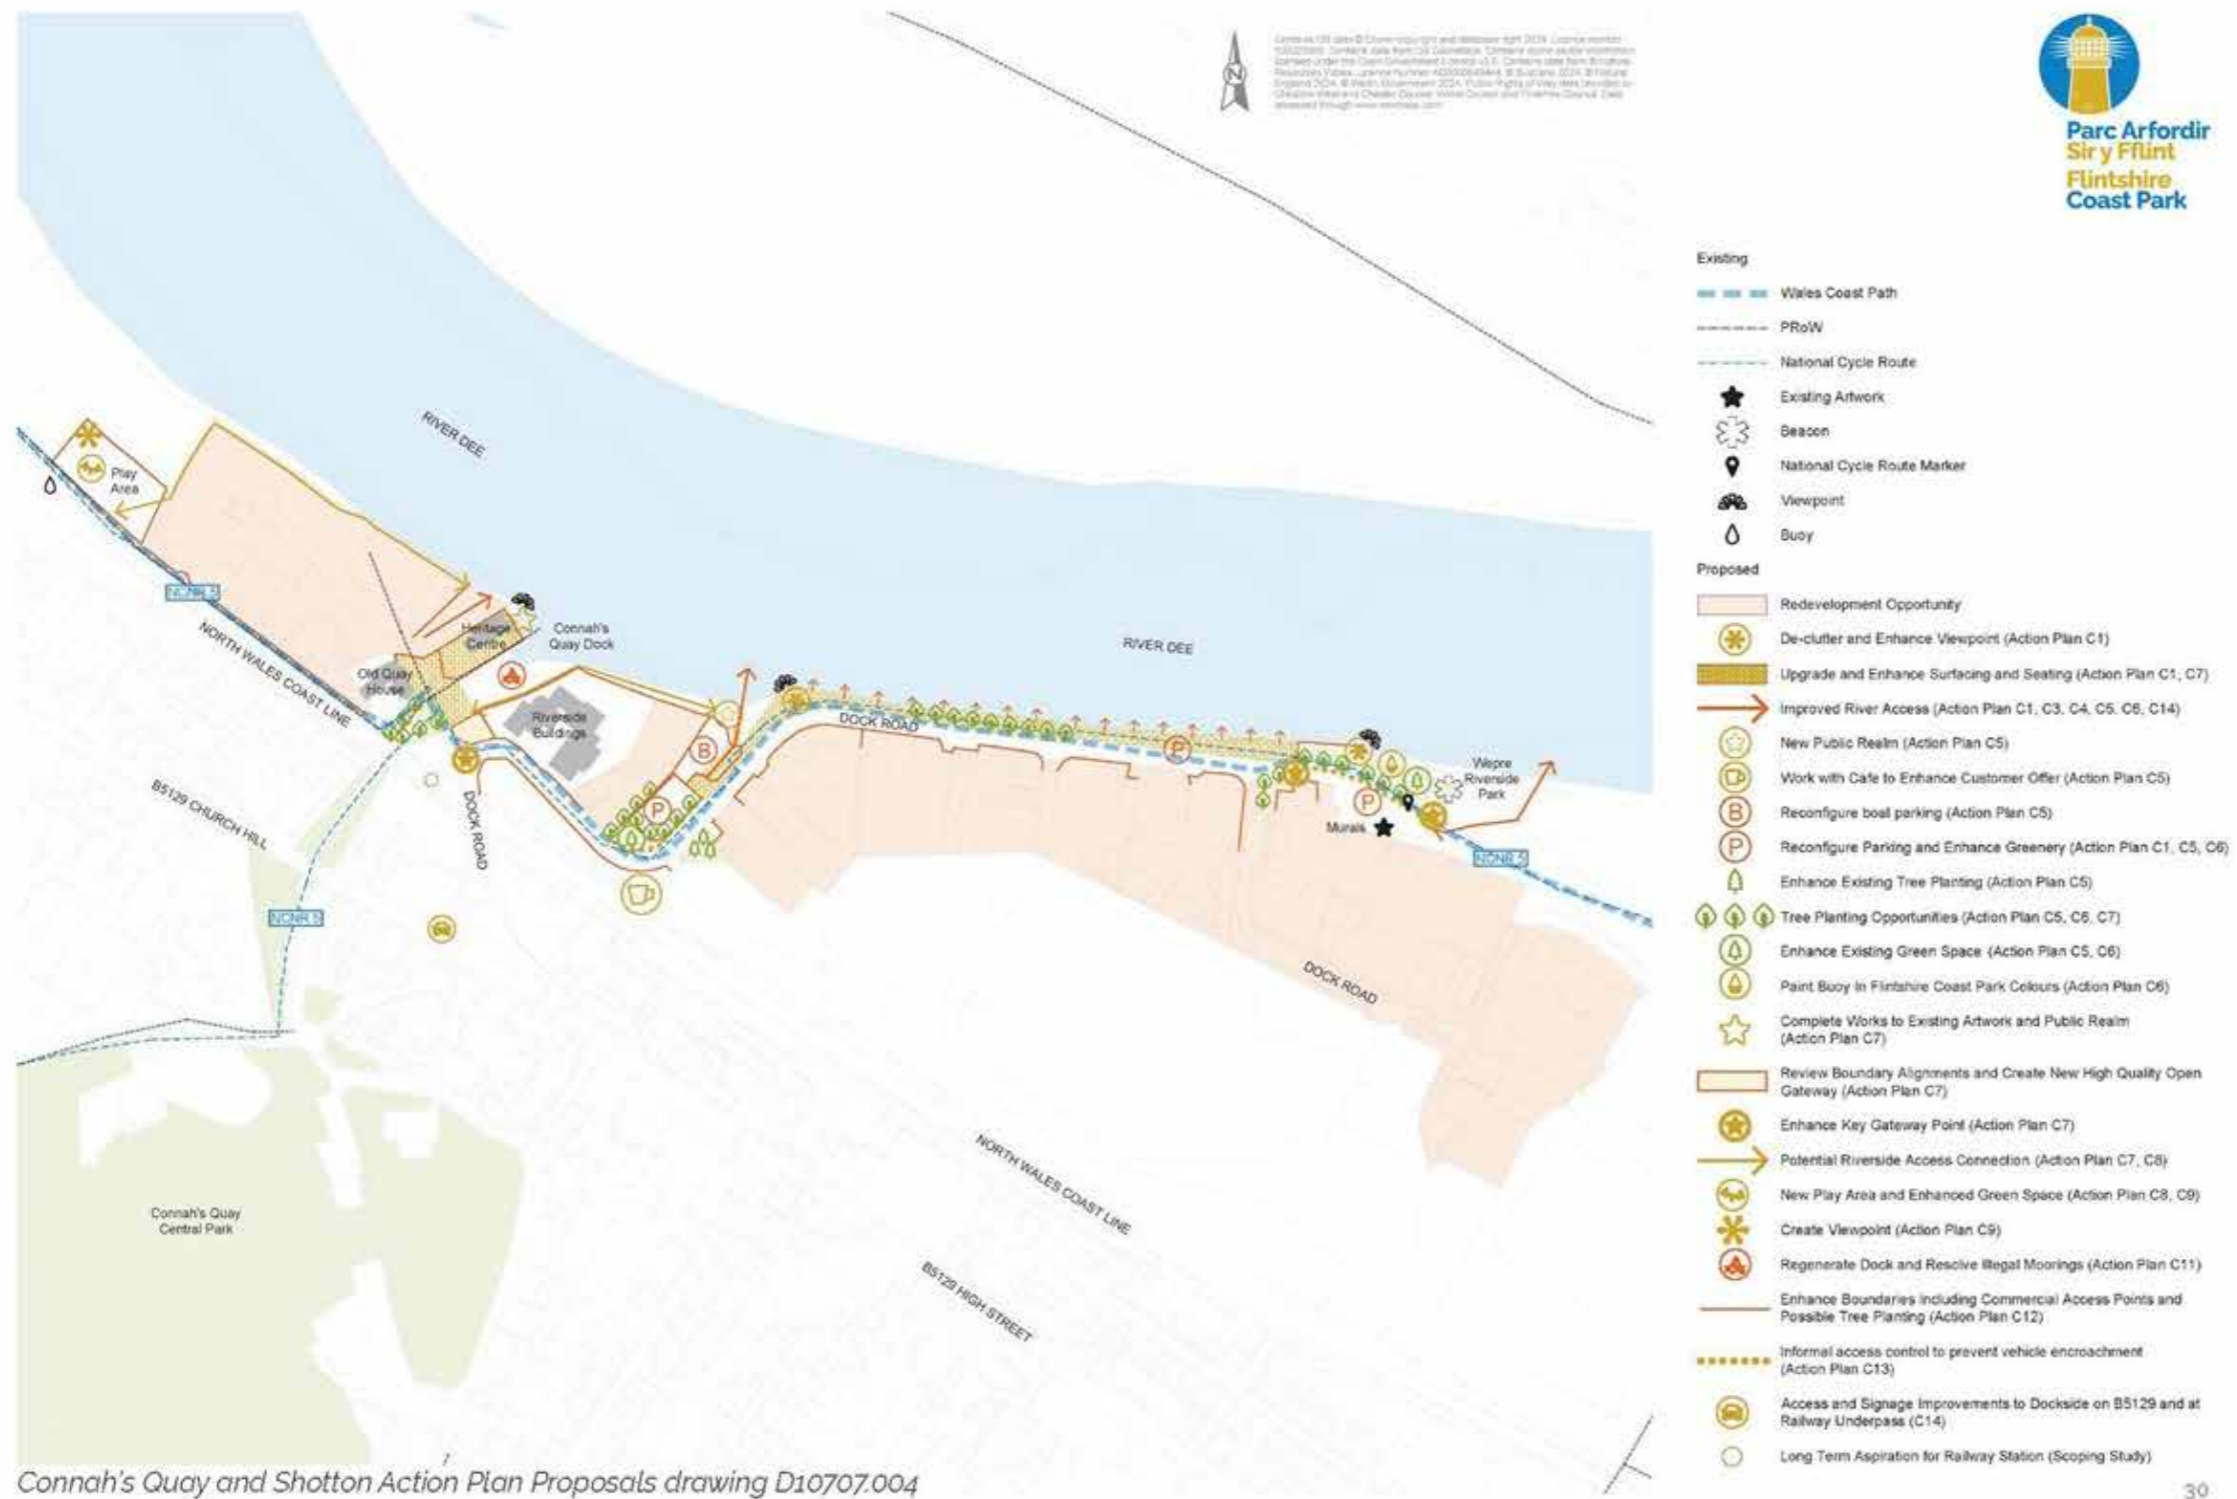 Parc Arfordir
Sir y Fflint
Flintshire
Coast Park
N
Existing
Wales Coast Path
PRoW
National Cycle Route
Existing Artwork
Beacon
National Cycle Route Marker
Viewpoint
Buoy
Proposed
Redevelopment Opportunity
De-clutter and Enhance Viewpoint (Action Plan C1)
Upgrade and Enhance Surfacing and Seating (Action Plan C1, C7)
Improved River Access (Action Plan C1, C3, C4, C5, C6, C14)
New Public Realm (Action Plan C5)
Work with Cafe to Enhance Customer Offer (Action Plan C5)
B
Reconfigure boat parking (Action Plan C5)
P
Reconfigure Parking and Enhance Greenery (Action Plan C1, C5, C6)
Enhance Existing Tree Planting (Action Plan C5)
Tree Planting Opportunities (Action Plan C5, C6, C7)
Enhance Existing Green Space (Action Plan C5, C6)
Paint Buoy In Flintshire Coast Park Colours (Action Plan C6)
Complete Works to Existing Artwork and Public Realm
(Action Plan C7)
Review Boundary Alignments and Create New High Quality Open
Gateway (Action Plan C7)
Enhance Key Gateway Point (Action Plan C7)
Potential Riverside Access Connection (Action Plan C7, C8)
New Play Area and Enhanced Green Space (Action Plan C8, C9)
Create Viewpoint (Action Plan C9)
Regenerate Dock and Resolve Illegal Moorings (Action Plan C11)
Enhance Boundaries Including Commercial Access Points and
Possible Tree Planting (Action Plan C12)
Informal access control to prevent vehicle encroachment
(Action Plan C13)
Access and Signage Improvements to Dockside on B5129 and at
Railway Underpass (C14)
Long Term Aspiration for Railway Station (Scoping Study)
RIVER DEE
Play
Area
NCNR 5
NORTH WALES COAST LINE
Heritage
Centre
Connah's
Quay Dock
Old Quay
House
Riverside
Buildings
RIVER DEE
DOCK ROAD
B
P
P
P
Wepre
Riverside
Park
Murals
NCNR 5
B5129 CHURCH HILL
DOCK ROAD
NCNR 5
DOCK ROAD
Connah's Quay
Central Park
NORTH WALES COAST LINE
B5129 HIGH STREET
Connah's Quay and Shotton Action Plan Proposals drawing D10707.004
30